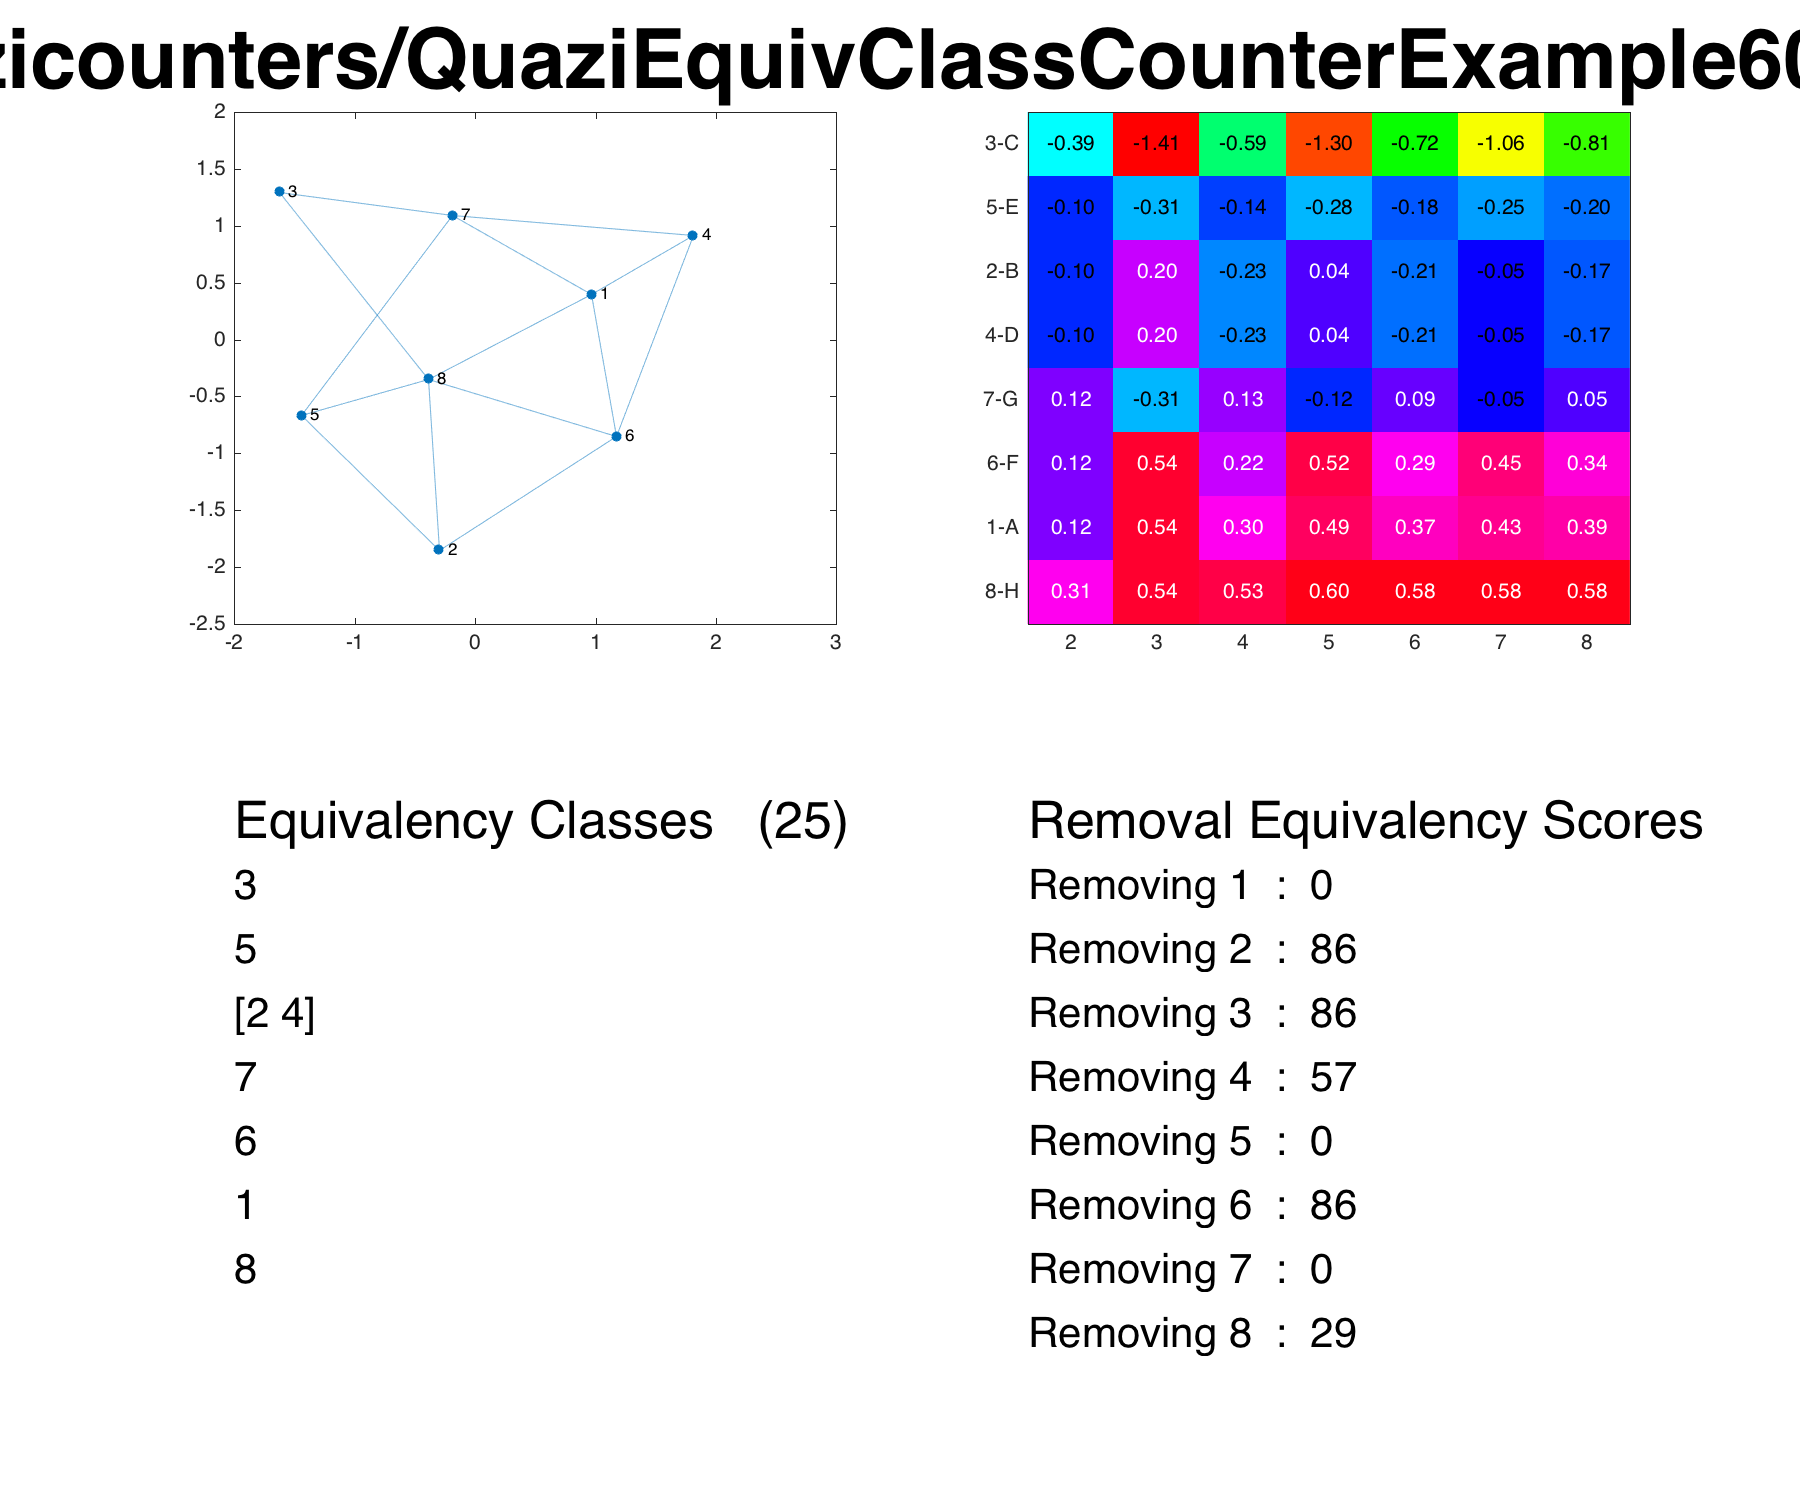 zicounters/QuaziEquivClassCounterExample60
2
1.5
1
0.5
0
-0.5
-1
-1.5
-2
-2.5
-2 -1 0 1 2 3
3
7
4
1
8
5
6
2
3-C -0.39 -1.41 -0.59 -1.30 -0.72 -1.06 -0.81
5-E -0.10 -0.31 -0.14 -0.28 -0.18 -0.25 -0.20
2-B -0.10 0.20 -0.23 0.04 -0.21 -0.05 -0.17
4-D -0.10 0.20 -0.23 0.04 -0.21 -0.05 -0.17
7-G 0.12 -0.31 0.13 -0.12 0.09 -0.05 0.05
6-F 0.12 0.54 0.22 0.52 0.29 0.45 0.34
1-A 0.12 0.54 0.30 0.49 0.37 0.43 0.39
8-H 0.31 0.54 0.53 0.60 0.58 0.58 0.58
2 3 4 5 6 7 8
Equivalency Classes (25)
3
5
[2 4]
7
6
1
8
Removal Equivalency Scores
Removing 1 : 0
Removing 2 : 86
Removing 3 : 86
Removing 4 : 57
Removing 5 : 0
Removing 6 : 86
Removing 7 : 0
Removing 8 : 29